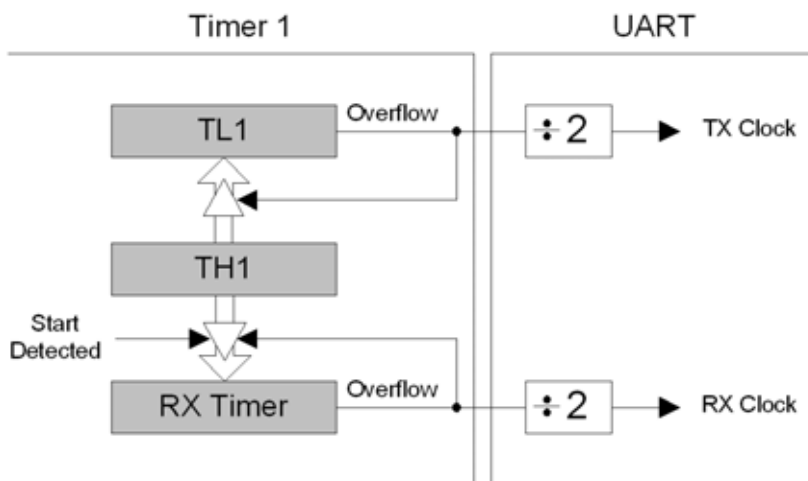 Timer 1
UART
TL1
Overflow
÷2
TX Clock
TH1
Start
Detected
RX Timer
Overflow
÷2
RX Clock